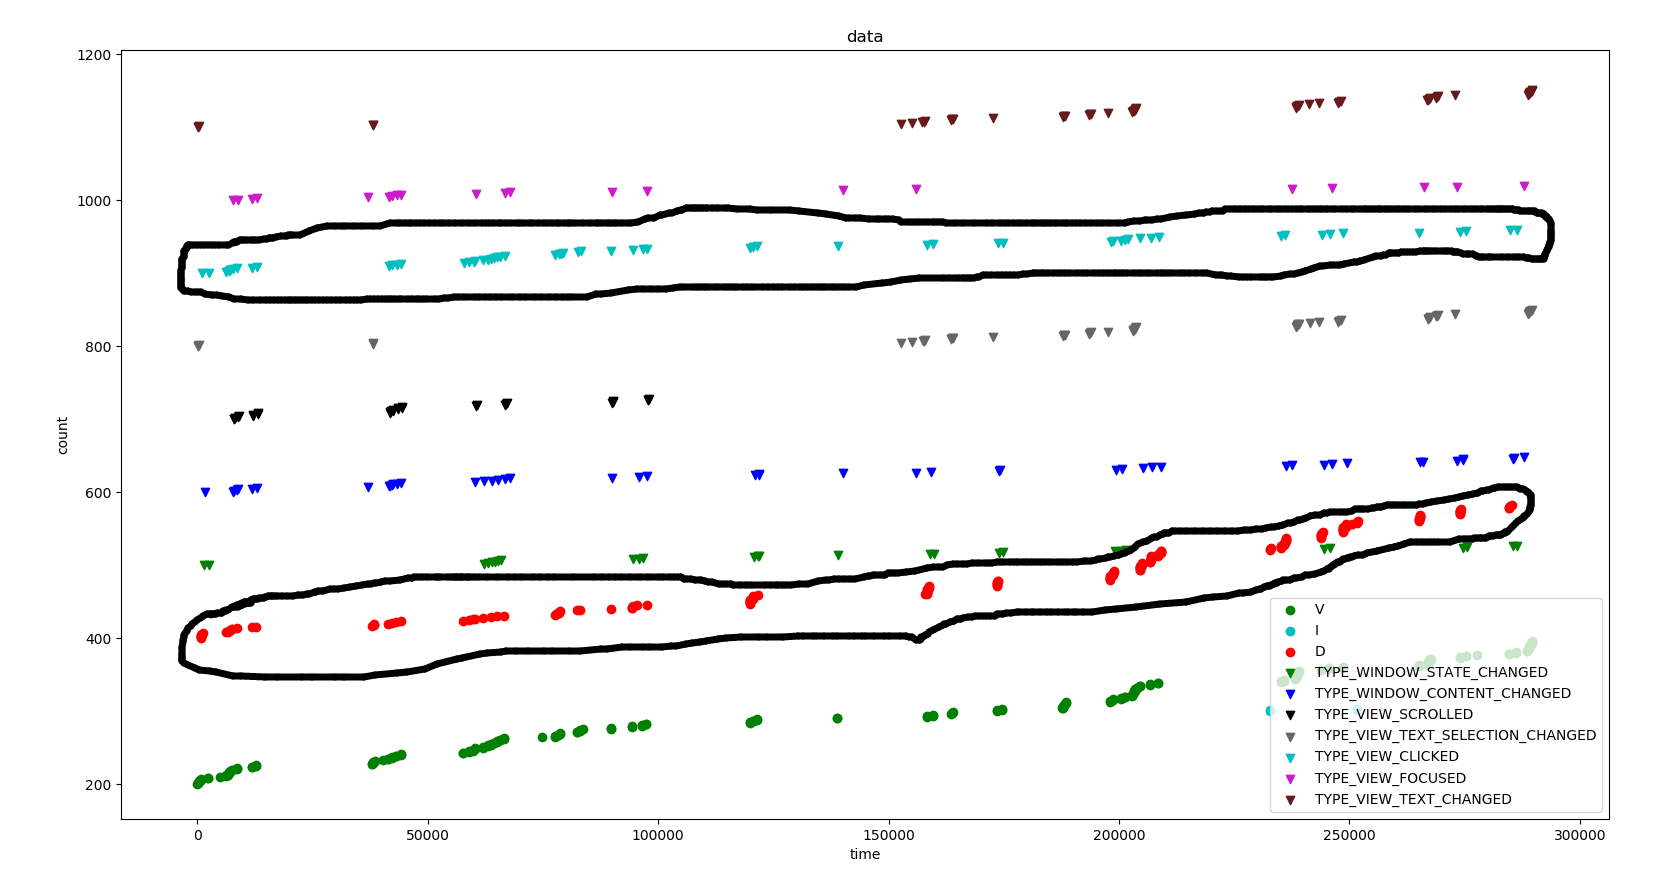 data
1200
1000
800
600
400
200
count
0
50000
100000
150000
200000
250000
300000
time
V
I
D
TYPE_WINDOW_STATE_CHANGED
TYPE_WINDOW_CONTENT_CHANGED
TYPE_VIEW_SCROLLED
TYPE_VIEW_TEXT_SELECTION_CHANGED
TYPE_VIEW_CLICKED
TYPE_VIEW_FOCUSED
TYPE_VIEW_TEXT_CHANGED